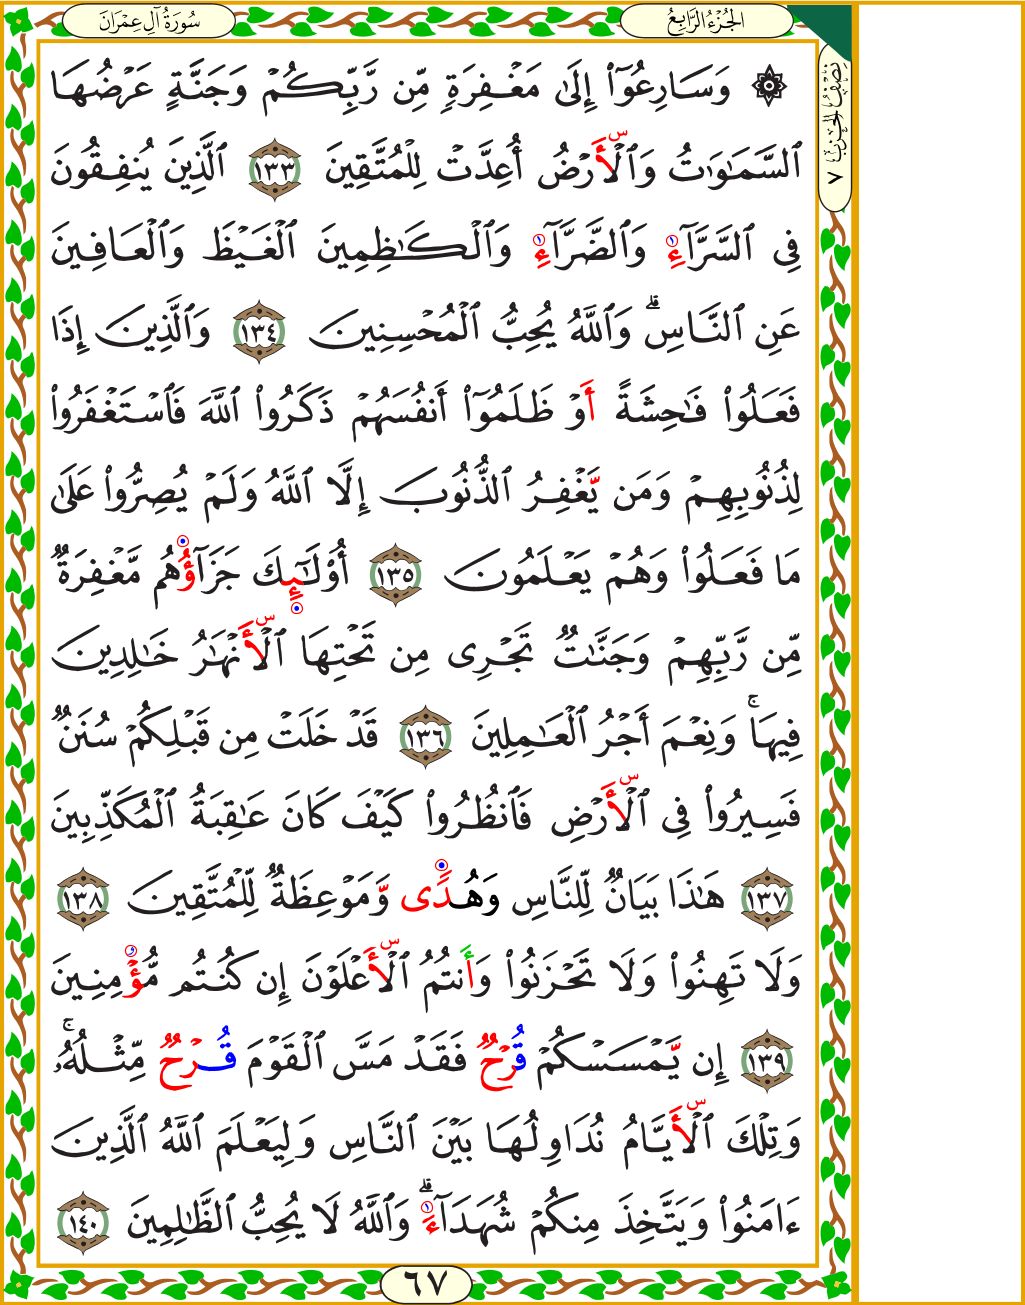 سُورَةُ آلِ عِمْرَان
الجُزْءُ الرَّابِعُ
نِصْفُ الحِزْبِ ٧
۞ وَسَارِعُوٓا۟ إِلَىٰ مَغْفِرَةٍ مِّن رَّبِّكُمْ وَجَنَّةٍ عَرْضُهَا
ٱلسَّمَٰوَٰتُ وَٱلْأَرْضُ أُعِدَّتْ لِلْمُتَّقِينَ ١٣٣ ٱلَّذِينَ يُنفِقُونَ
فِى ٱلسَّرَّآءِ وَٱلضَّرَّآءِ وَٱلْكَٰظِمِينَ ٱلْغَيْظَ وَٱلْعَافِينَ
عَنِ ٱلنَّاسِۗ وَٱللَّهُ يُحِبُّ ٱلْمُحْسِنِينَ ١٣٤ وَٱلَّذِينَ إِذَا
فَعَلُوا۟ فَٰحِشَةً أَوْ ظَلَمُوٓا۟ أَنفُسَهُمْ ذَكَرُوا۟ ٱللَّهَ فَٱسْتَغْفَرُوا۟
لِذُنُوبِهِمْ وَمَن يَّغْفِرُ ٱلذُّنُوبَ إِلَّا ٱللَّهُ وَلَمْ يُصِرُّوا۟ عَلَىٰ
مَا فَعَلُوا۟ وَهُمْ يَعْلَمُونَ ١٣٥ أُو۟لَٰٓئِكَ جَزَآؤُهُم مَّغْفِرَةٌ
مِّن رَّبِّهِمْ وَجَنَّٰتٌ تَجْرِى مِن تَحْتِهَا ٱلْأَنْهَٰرُ خَٰلِدِينَ
فِيهَاۚ وَنِعْمَ أَجْرُ ٱلْعَٰمِلِينَ ١٣٦ قَدْ خَلَتْ مِن قَبْلِكُمْ سُنَنٌ
فَسِيرُوا۟ فِى ٱلْأَرْضِ فَٱنظُرُوا۟ كَيْفَ كَانَ عَٰقِبَةُ ٱلْمُكَذِّبِينَ
١٣٧ هَٰذَا بَيَانٌ لِّلنَّاسِ وَهُدًى وَّمَوْعِظَةٌ لِّلْمُتَّقِينَ ١٣٨
وَلَا تَهِنُوا۟ وَلَا تَحْزَنُوا۟ وَأَنتُمُ ٱلْأَعْلَوْنَ إِن كُنتُم مُّؤْمِنِينَ
١٣٩ إِن يَّمْسَسْكُمْ قُرْحٌ فَقَدْ مَسَّ ٱلْقَوْمَ قُرْحٌ مِّثْلُهُۥۚ
وَتِلْكَ ٱلْأَيَّامُ نُدَاوِلُهَا بَيْنَ ٱلنَّاسِ وَلِيَعْلَمَ ٱللَّهُ ٱلَّذِينَ
ءَامَنُوا۟ وَيَتَّخِذَ مِنكُمْ شُهَدَآءَۗ وَٱللَّهُ لَا يُحِبُّ ٱلظَّٰلِمِينَ ١٤٠
٦٧